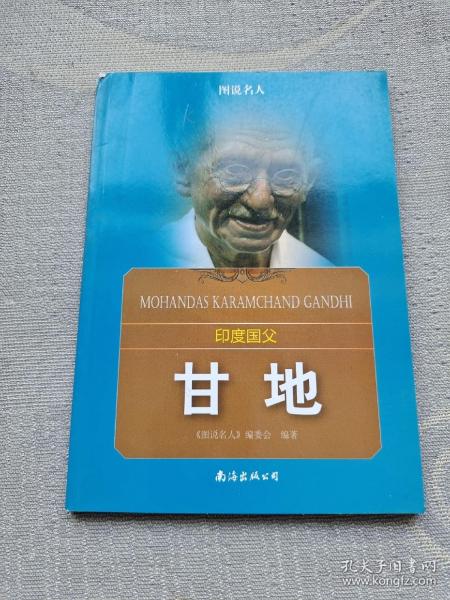 图说名人
MOHANDAS KARAMCHAND GANDHI
印度国父
甘地
《图说名人》编委会 编著
南海出版公司
孔夫子旧书网
www.kongfz.com